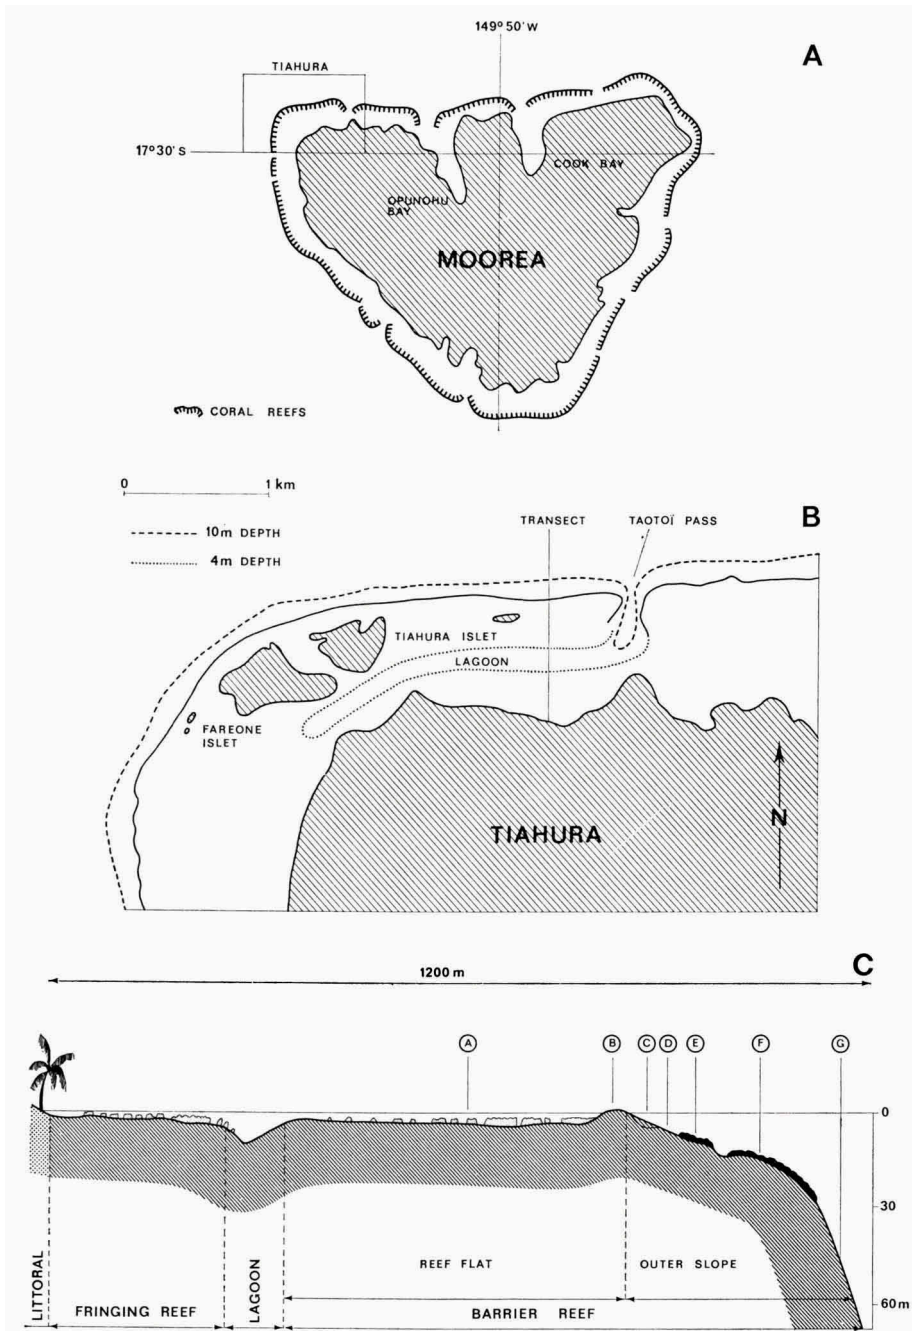 149° 50' W
A
TIAHURA
17°30' S
COOK BAY
OPUNOHU
BAY
MOOREA
CORAL REEFS
0 1 km
10m DEPTH
4m DEPTH
TRANSECT
TAOTOÏ PASS
B
TIAHURA ISLET
LAGOON
FAREONE
ISLET
TIAHURA
N
1200 m
C
A B C D E F G
0
30
60m
LITTORAL
FRINGING REEF
LAGOON
REEF FLAT
OUTER SLOPE
BARRIER REEF